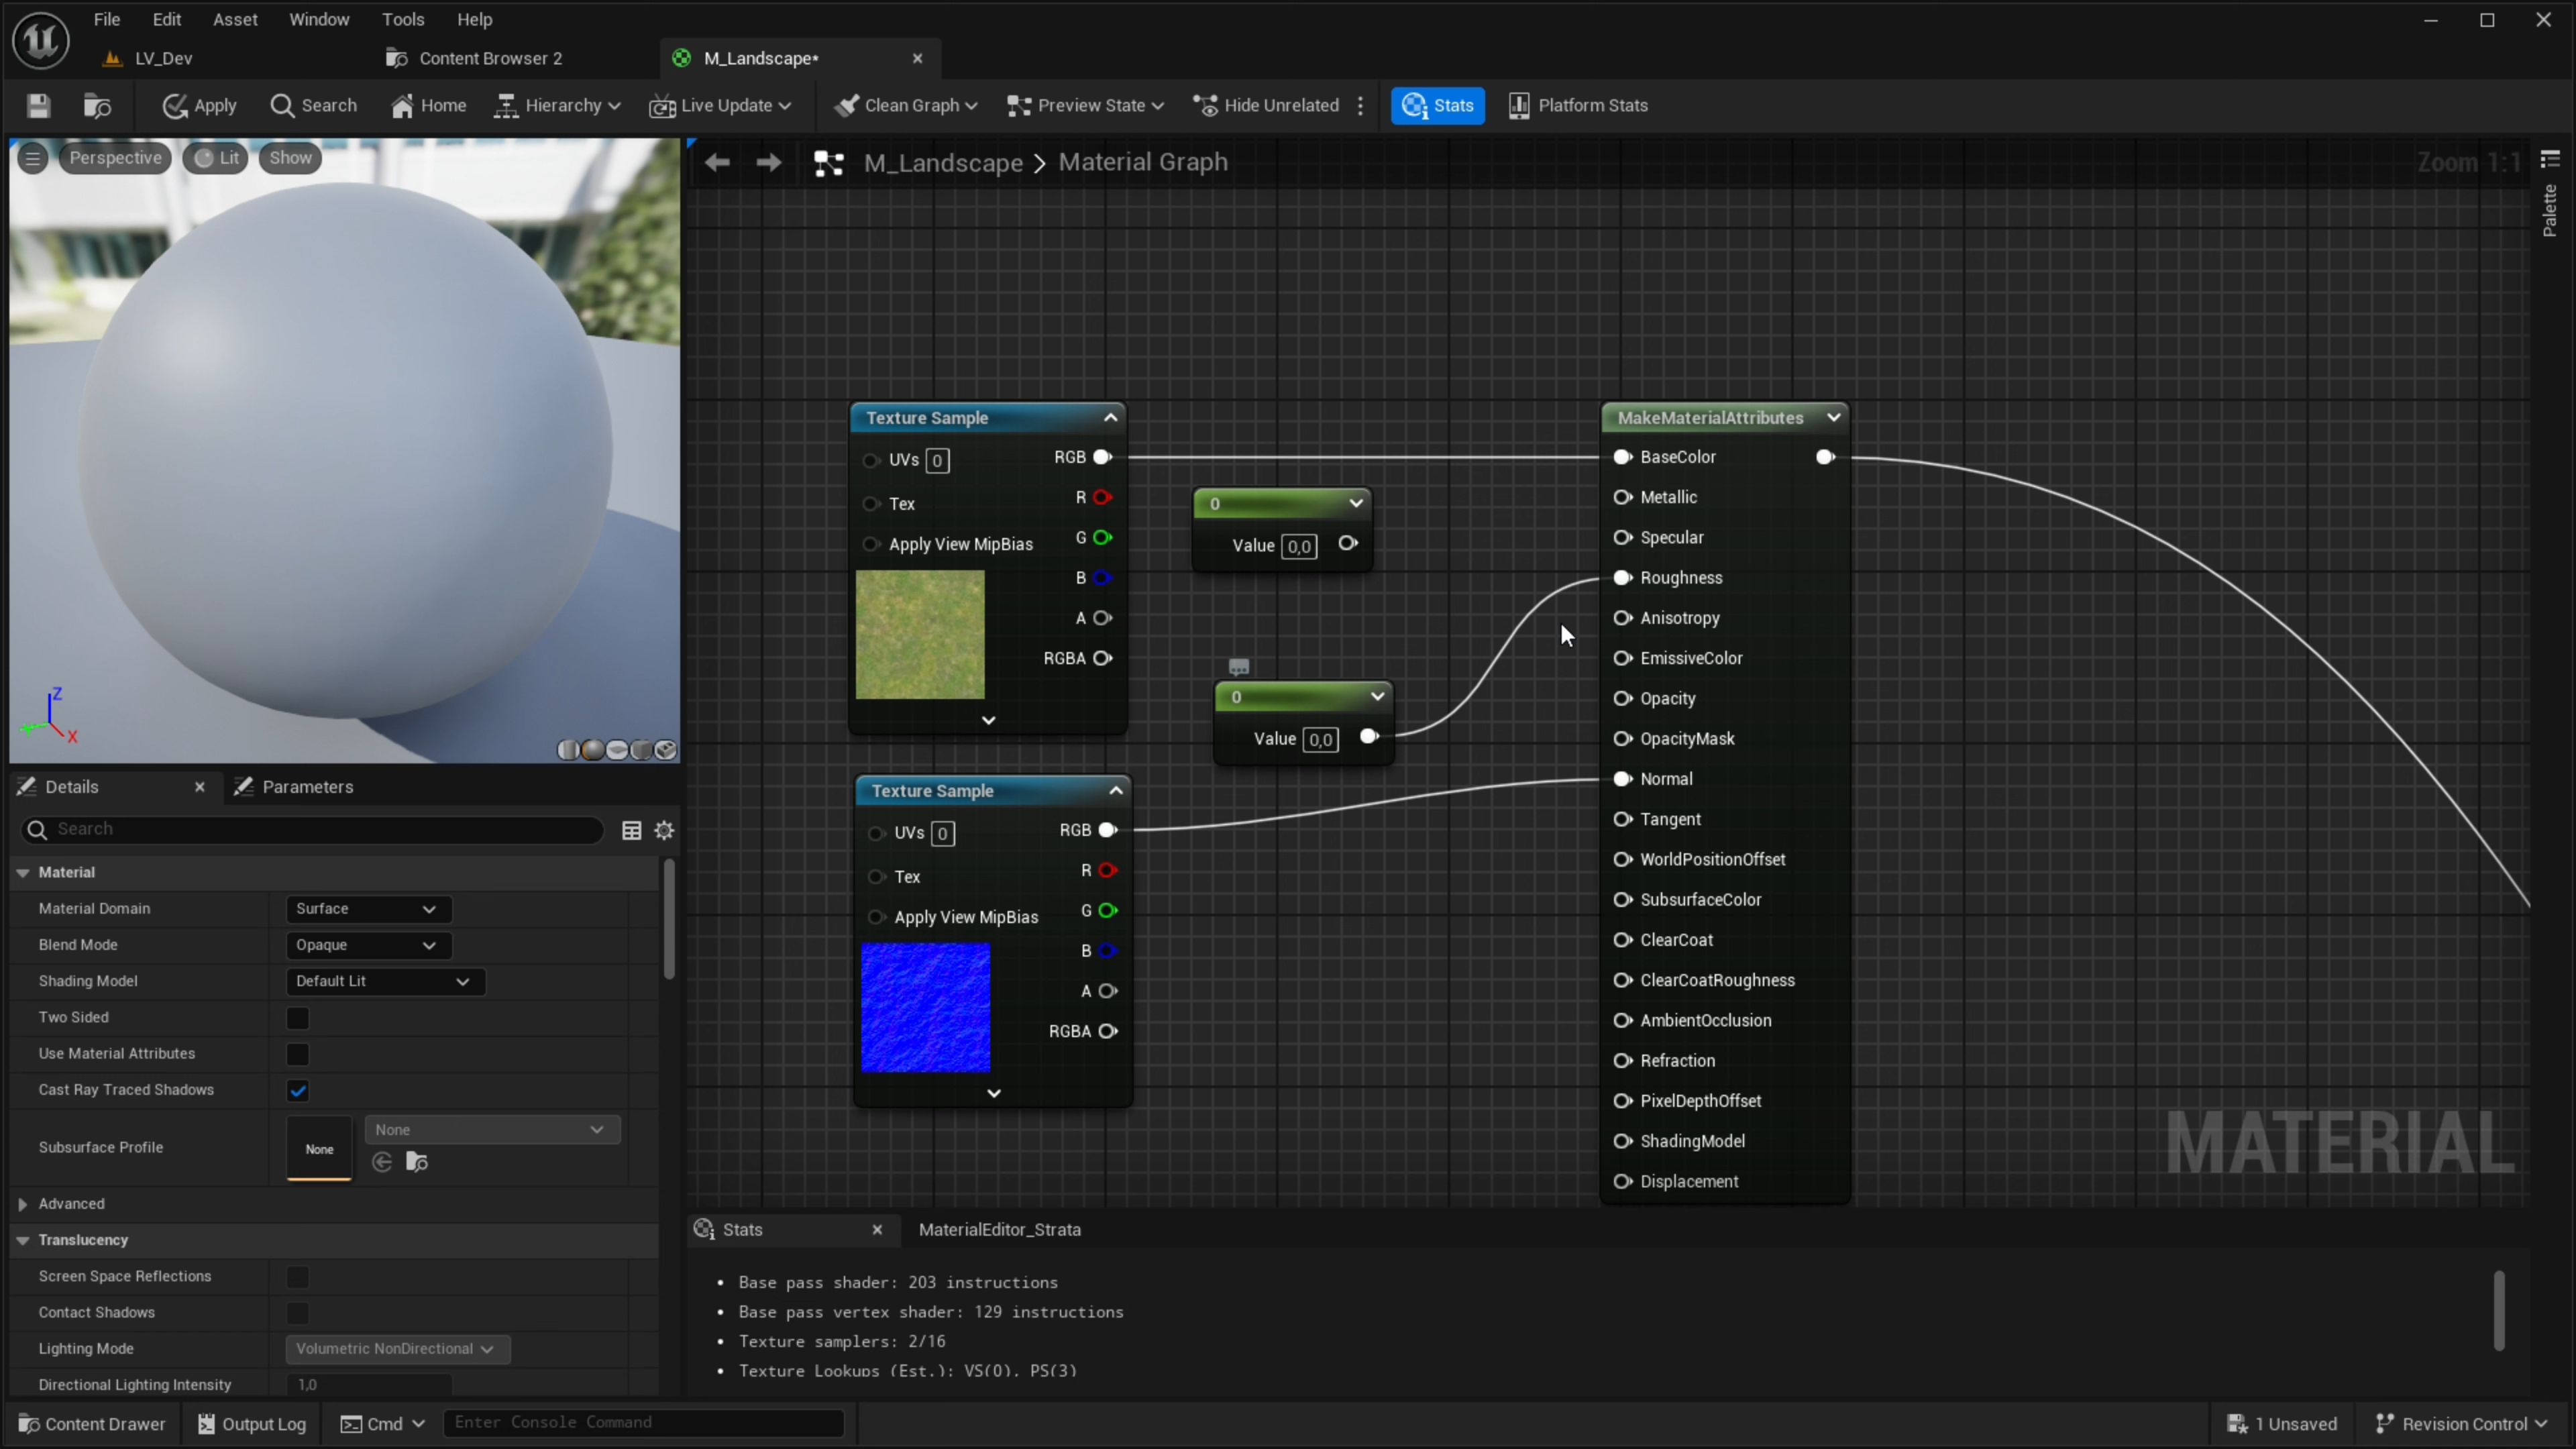 File Edit Asset Window Tools Help
LV_Dev Content Browser 2 M_Landscape*
Apply Search Home Hierarchy Live Update Clean Graph Preview State Hide Unrelated Stats Platform Stats
Perspective Lit Show
M_Landscape > Material Graph Zoom 1:1
Palette
Texture Sample
UVs 0 RGB
R
Tex
G
Apply View MipBias
B
A
RGBA
0
Value 0,0
0
Value 0,0
Texture Sample
UVs 0 RGB
R
Tex
G
Apply View MipBias
B
A
RGBA
MakeMaterialAttributes
BaseColor
Metallic
Specular
Roughness
Anisotropy
EmissiveColor
Opacity
OpacityMask
Normal
Tangent
WorldPositionOffset
SubsurfaceColor
ClearCoat
ClearCoatRoughness
AmbientOcclusion
Refraction
PixelDepthOffset
ShadingModel
Displacement
MATERIAL
Z
X
Details Parameters
Search
Material
Material Domain Surface
Blend Mode Opaque
Shading Model Default Lit
Two Sided
Use Material Attributes
Cast Ray Traced Shadows
Subsurface Profile None None
Advanced
Translucency
Screen Space Reflections
Contact Shadows
Lighting Mode Volumetric NonDirectional
Directional Lighting Intensity 1,0
Stats MaterialEditor_Strata
• Base pass shader: 203 instructions
• Base pass vertex shader: 129 instructions
• Texture samplers: 2/16
• Texture Lookups (Est.): VS(0), PS(3)
Content Drawer Output Log Cmd Enter Console Command 1 Unsaved Revision Control